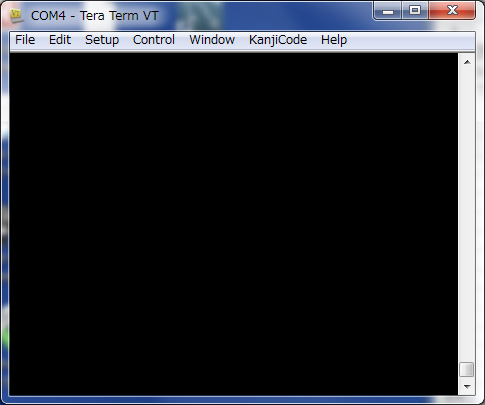 COM4 - Tera Term VT
File Edit Setup Control Window KanjiCode Help